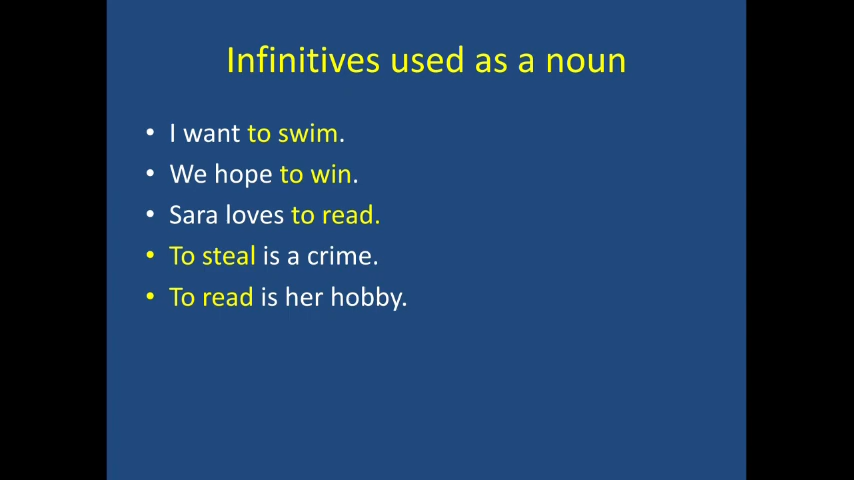 Infinitives used as a noun
• I want to swim.
• We hope to win.
• Sara loves to read.
• To steal is a crime.
• To read is her hobby.